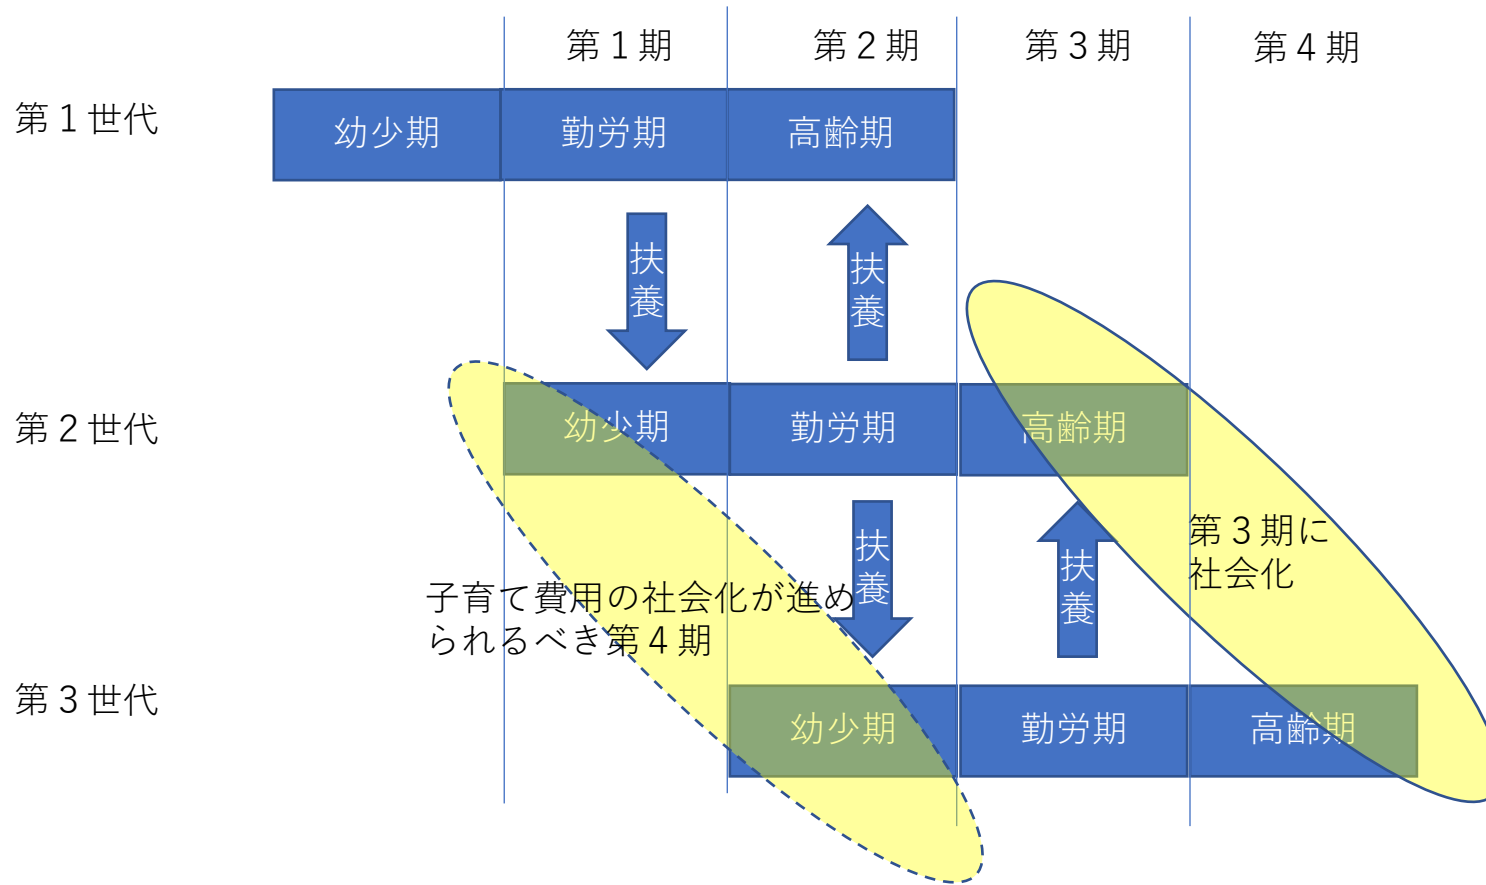 第１期
第２期
第３期
第４期
第１世代
幼少期
勤労期
高齢期
扶
養
扶
養
第２世代
幼少期
勤労期
高齢期
扶
養
扶
養
第３期に
社会化
子育て費用の社会化が進め
られるべき第４期
第３世代
幼少期
勤労期
高齢期